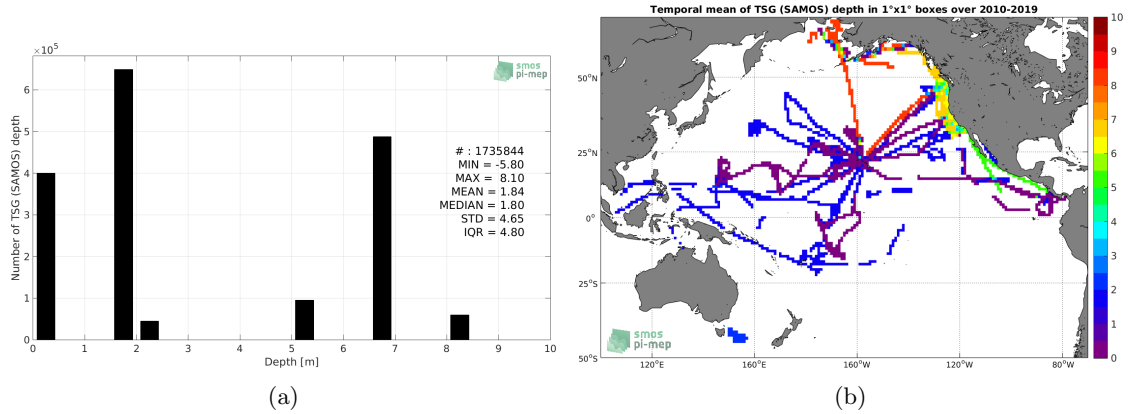 ×10⁵
smos
pi-mep
6
5
4
3
2
1
0
Number of TSG (SAMOS) depth
# : 1735844
MIN = -5.80
MAX = 8.10
MEAN = 1.84
MEDIAN = 1.80
STD = 4.65
IQR = 4.80
0 1 2 3 4 5 6 7 8 9 10
Depth [m]
(a)
Temporal mean of TSG (SAMOS) depth in 1°x1° boxes over 2010-2019
50°N
25°N
0°
25°S
50°S
smos
pi-mep
120°E 160°E 160°W 120°W 80°W
10
9
8
7
6
5
4
3
2
1
0
(b)